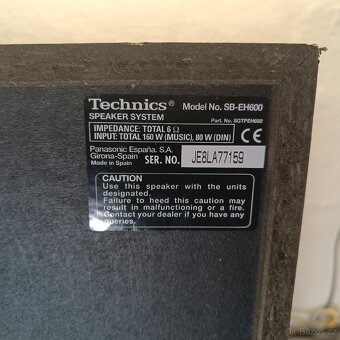 Technics® Model No. SB-EH600
SPEAKER SYSTEM Part. No. SGTPEH600
IMPEDANCE: TOTAL 6 Ω
INPUT: TOTAL 160 W (MUSIC), 80 W (DIN)
CE
Panasonic España, S.A.
Girona-Spain
Made in Spain
SER. NO. JE8LA77159
CAUTION
Use this speaker with the units
designated.
Failure to heed this caution may
result in malfunctioning or a fire.
Contact your dealer if you have
any questions.